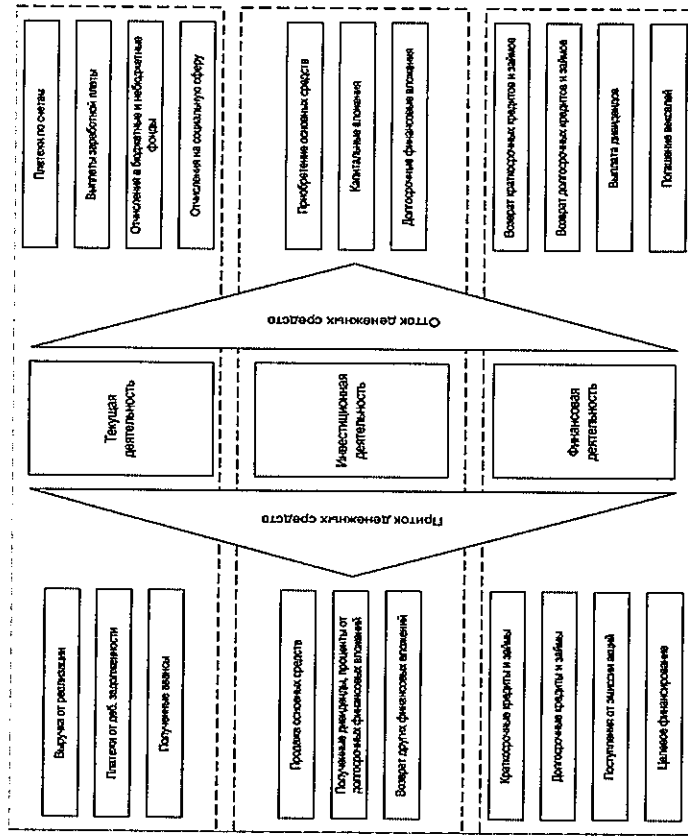 Выручка от реализации
Платежи от деб. задолженности
Полученные авансы
Текущая
деятельность
Платежи по счетам
Выплаты заработной платы
Отчисления в бюджетные и небюджетные
фонды
Отчисления на социальную сферу
Приток денежных средств
Продажа основных средств
Полученные дивиденды, проценты от
долгосрочных финансовых вложений
Возврат других финансовых вложений
Инвестиционная
деятельность
Отток денежных средств
Приобретение основных средств
Капитальные вложения
Долгосрочные финансовые вложения
Краткосрочные кредиты и займы
Долгосрочные кредиты и займы
Поступления от эмиссии акций
Целевое финансирование
Финансовая
деятельность
Возврат краткосрочных кредитов и займов
Возврат долгосрочных кредитов и займов
Выплата дивидендов
Погашение векселей